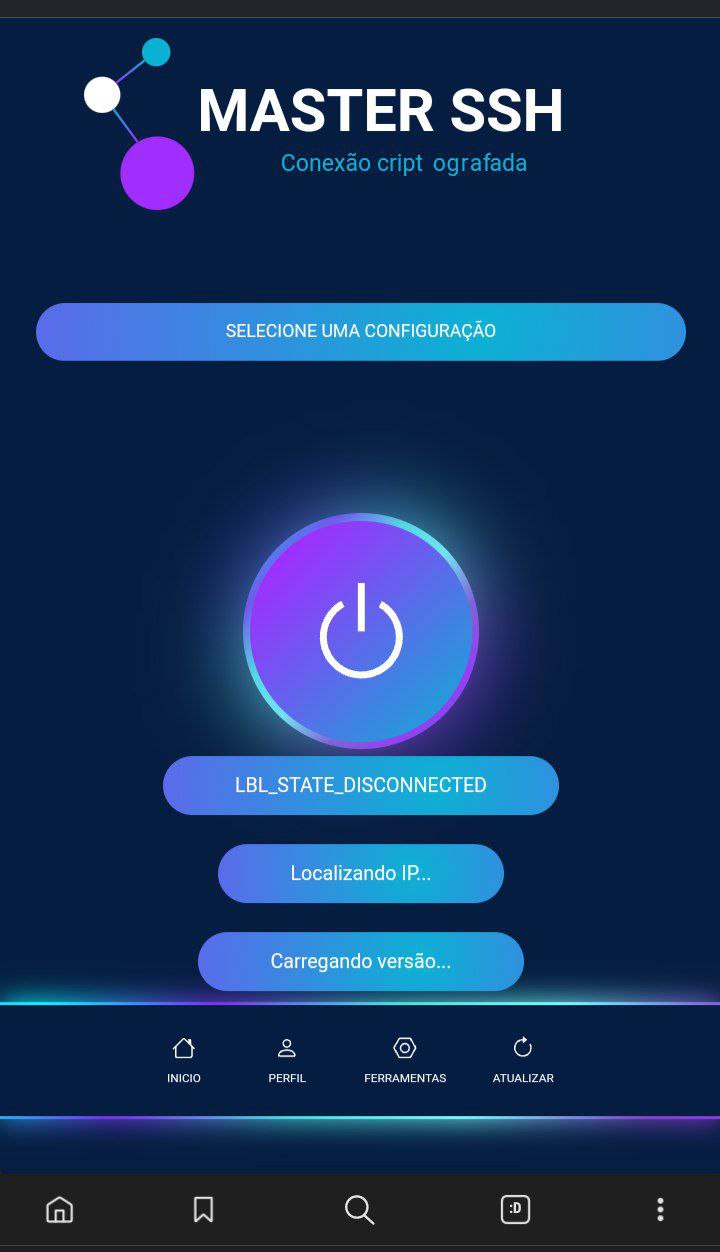 MASTER SSH
Conexão cript ografada
SELECIONE UMA CONFIGURAÇÃO
LBL_STATE_DISCONNECTED
Localizando IP...
Carregando versão...
INICIO PERFIL FERRAMENTAS ATUALIZAR
:D